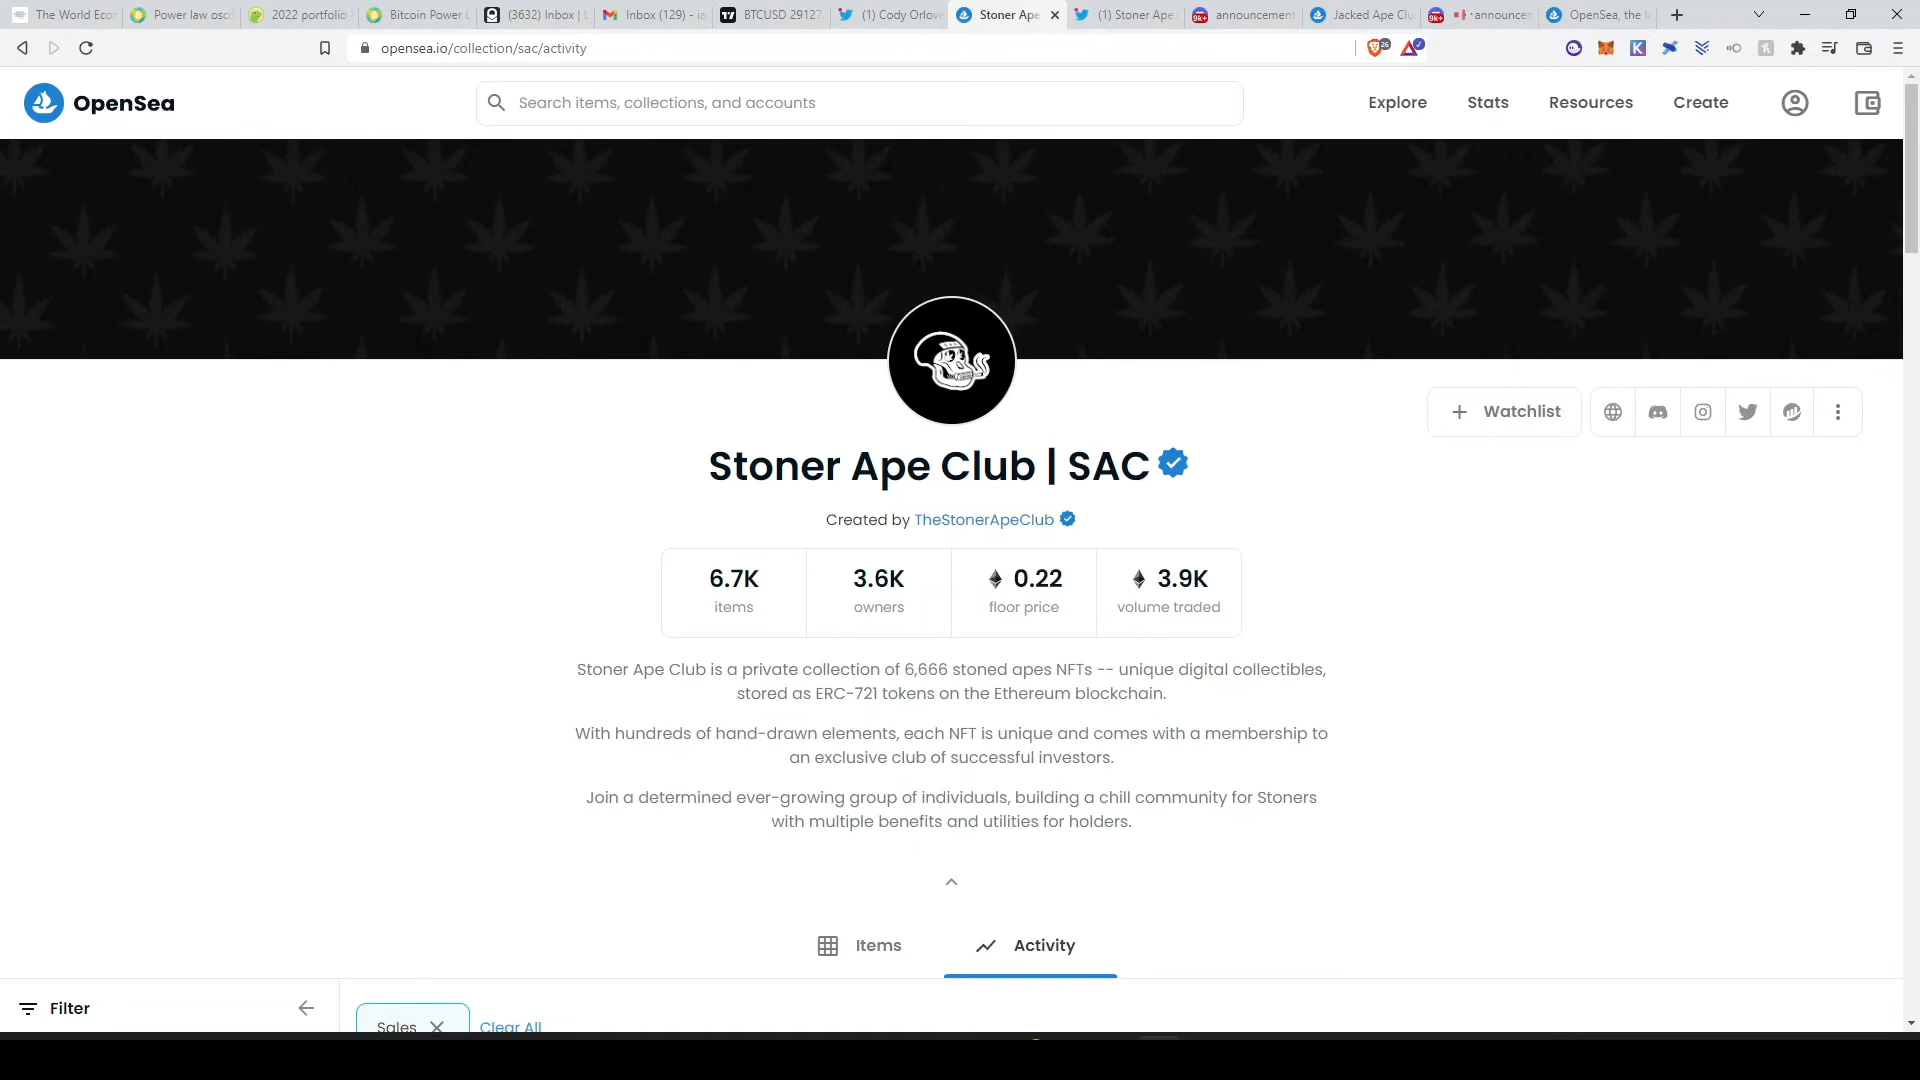 The World Econ
Power law osci
2022 portfolio
Bitcoin Power L
(3632) Inbox |
Inbox (129) - ia
BTCUSD 29127.
(1) Cody Orlov
Stoner Ape
(1) Stoner Ape
announcement
Jacked Ape Clu
announcen
OpenSea, the l
opensea.io/collection/sac/activity
26
OpenSea
Search items, collections, and accounts
Explore
Stats
Resources
Create
Watchlist
Stoner Ape Club | SAC
Created by TheStonerApeClub
6.7K
3.6K
0.22
3.9K
items
owners
floor price
volume traded
Stoner Ape Club is a private collection of 6,666 stoned apes NFTs -- unique digital collectibles,
stored as ERC-721 tokens on the Ethereum blockchain.
With hundreds of hand-drawn elements, each NFT is unique and comes with a membership to
an exclusive club of successful investors.
Join a determined ever-growing group of individuals, building a chill community for Stoners
with multiple benefits and utilities for holders.
Items
Activity
Filter
Sales
Clear All